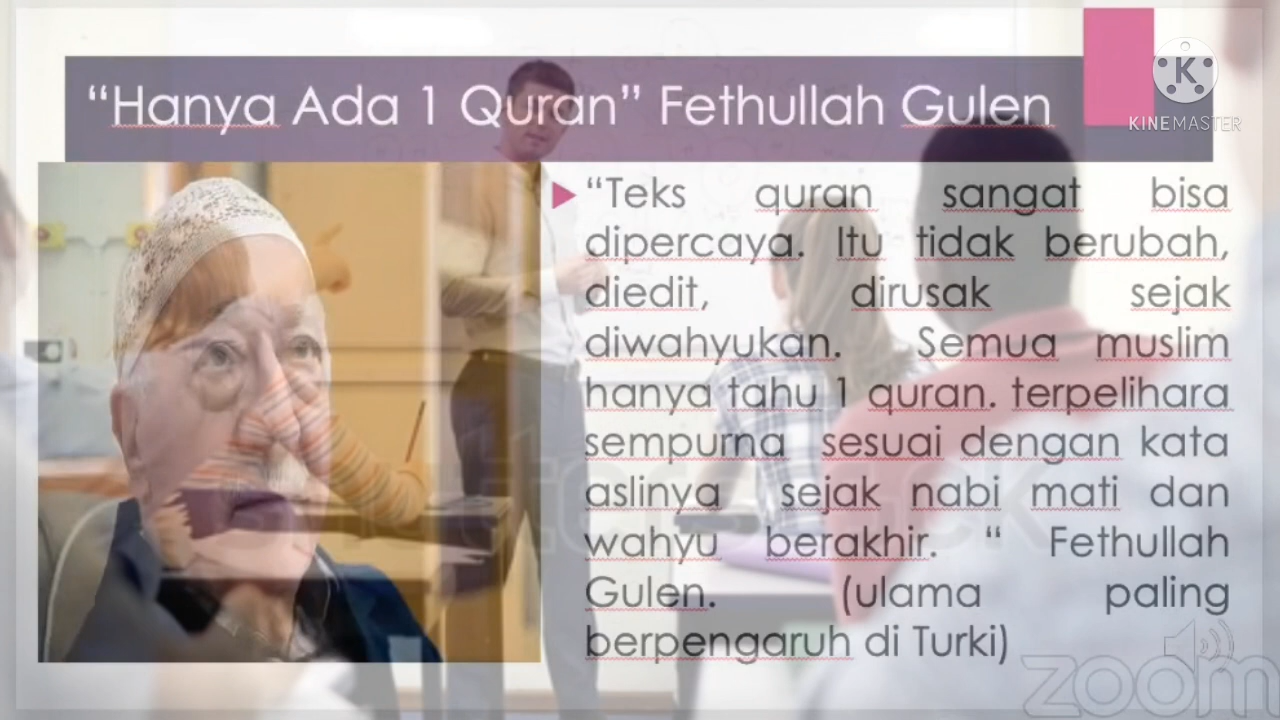 “Hanya Ada 1 Quran” Fethullah Gulen
KINEMASTER
“Teks quran sangat bisa
dipercaya. Itu tidak berubah,
diedit, dirusak sejak
diwahyukan. Semua muslim
hanya tahu 1 quran. terpelihara
sempurna sesuai dengan kata
aslinya sejak nabi mati dan
wahyu berakhir. “ Fethullah
Gulen. (ulama paling
berpengaruh di Turki)
zoom